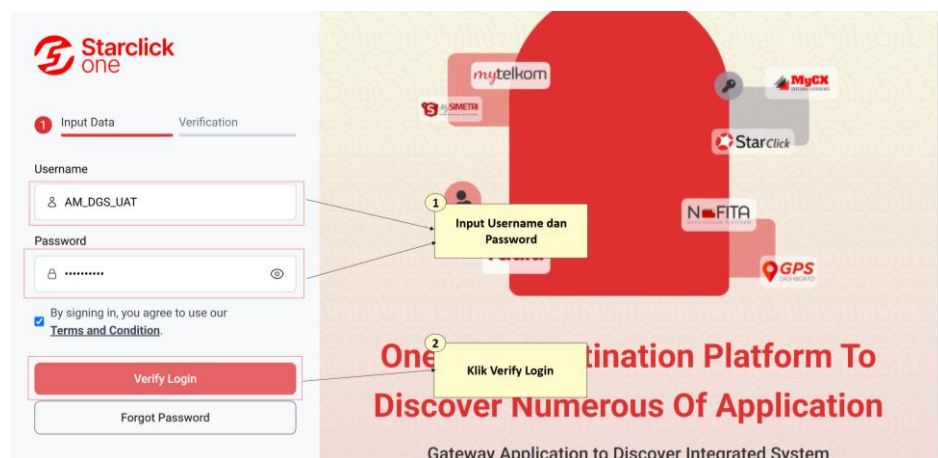 Starclick
one
1 Input Data Verification
Username
AM_DGS_UAT
Password
By signing in, you agree to use our
Terms and Condition.
Verify Login
Forgot Password
mytelkom
SIMETRI
MyCX
StarClick
1
Input Username dan
Password
NOFITA
GPS
DASHBOARD
2
Klik Verify Login
One tination Platform To
Discover Numerous Of Application
Gateway Application to Discover Integrated System